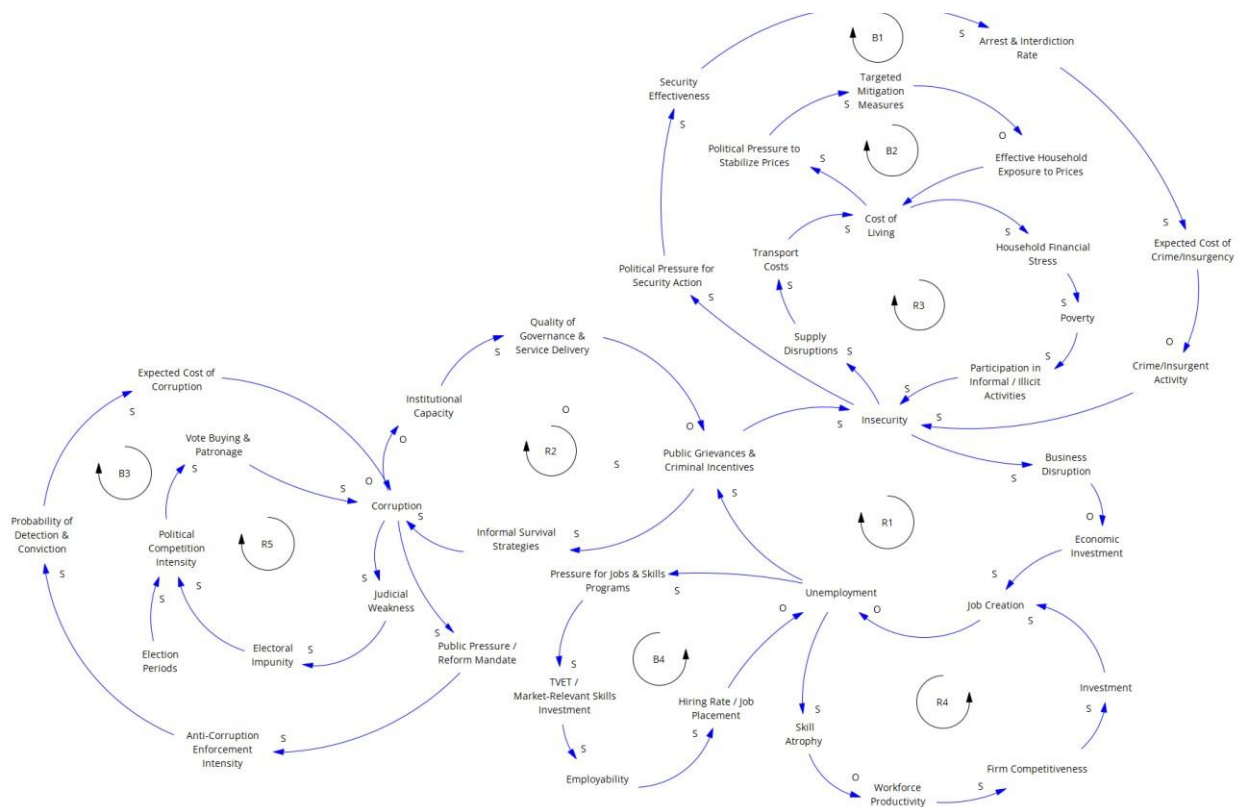 B1
S
Arrest & Interdiction
Rate
Security
Effectiveness
S
Targeted
Mitigation
Measures
S
O
Political Pressure to
Stabilize Prices
S
B2
Effective Household
Exposure to Prices
Cost of
Living
S
S
Transport
Costs
S
Household Financial
Stress
S
Expected Cost of
Crime/Insurgency
Political Pressure for
Security Action
S
R3
S
Poverty
Supply
Disruptions
S
S
Participation in
Informal / Illicit
Activities
O
Crime/Insurgent
Activity
S
S
S
Insecurity
Quality of
Governance &
Service Delivery
S
Institutional
Capacity
O
O
R2
S
O
Public Grievances &
Criminal Incentives
S
Expected Cost of
Corruption
S
Vote Buying &
Patronage
S
B3
O
S
Corruption
S
Probability of
Detection &
Conviction
S
Political
Competition
Intensity
S
S
R5
Informal Survival
Strategies
S
Business
Disruption
S
R1
O
Economic
Investment
S
Pressure for Jobs & Skills
Programs
S
Unemployment
O
O
Job Creation
S
Judicial
Weakness
S
Election
Periods
Electoral
Impunity
S
S
Public Pressure /
Reform Mandate
B4
S
TVET /
Market-Relevant Skills
Investment
Hiring Rate / Job
Placement
S
S
Skill
Atrophy
R4
Investment
S
Anti-Corruption
Enforcement
Intensity
S
S
Employability
O
Workforce
Productivity
S
Firm Competitiveness